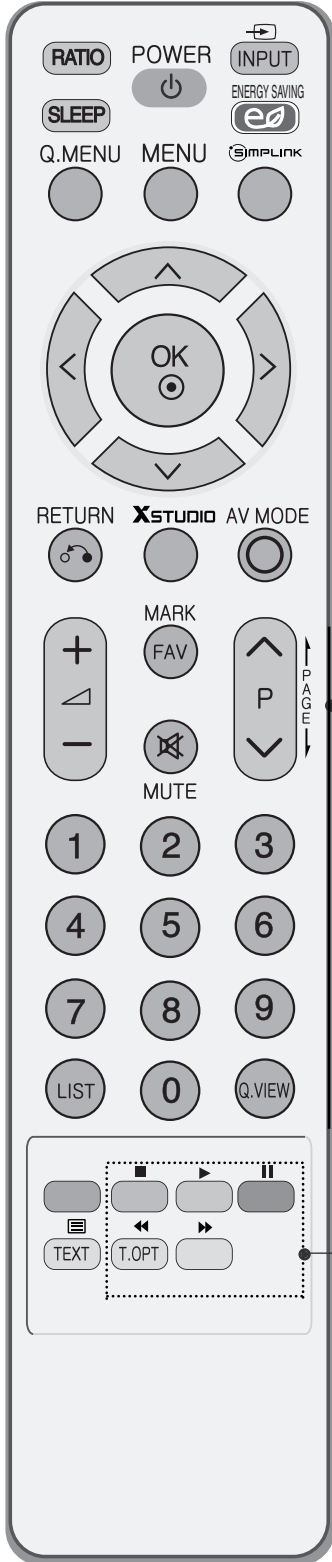 RATIO POWER INPUT
SLEEP ENERGY SAVING
Q.MENU MENU SIMPLINK
OK
RETURN XSTUDIO AV MODE
MARK
FAV
+ P PAGE
-
MUTE
1 2 3
4 5 6
7 8 9
LIST 0 Q.VIEW
TEXT T.OPT